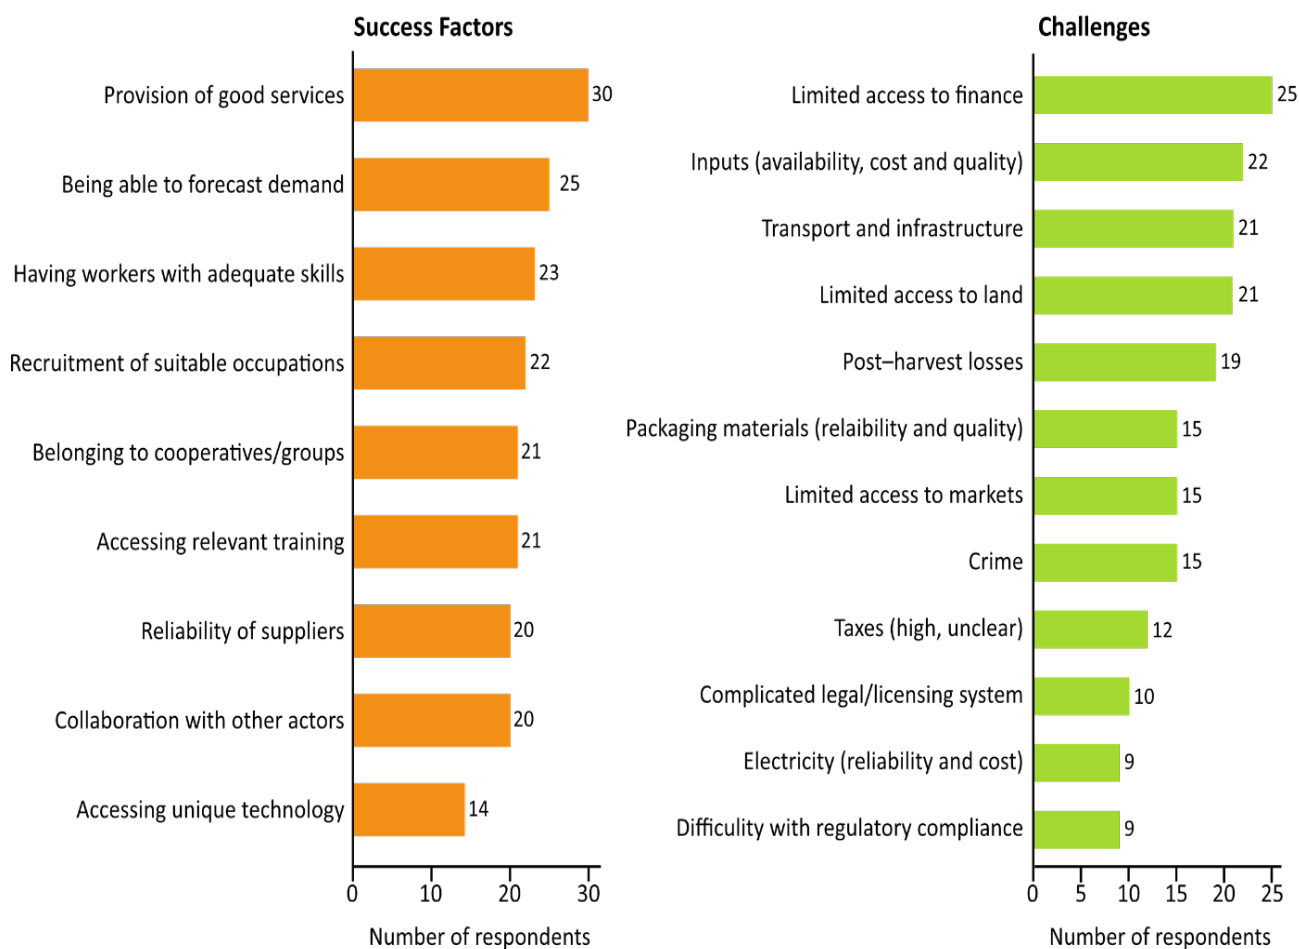 Success Factors
Provision of good services 30
Being able to forecast demand 25
Having workers with adequate skills 23
Recruitment of suitable occupations 22
Belonging to cooperatives/groups 21
Accessing relevant training 21
Reliability of suppliers 20
Collaboration with other actors 20
Accessing unique technology 14
0 10 20 30
Number of respondents
Challenges
Limited access to finance 25
Inputs (availability, cost and quality) 22
Transport and infrastructure 21
Limited access to land 21
Post–harvest losses 19
Packaging materials (relaibility and quality) 15
Limited access to markets 15
Crime 15
Taxes (high, unclear) 12
Complicated legal/licensing system 10
Electricity (reliability and cost) 9
Difficulity with regulatory compliance 9
0 5 10 15 20 25
Number of respondents